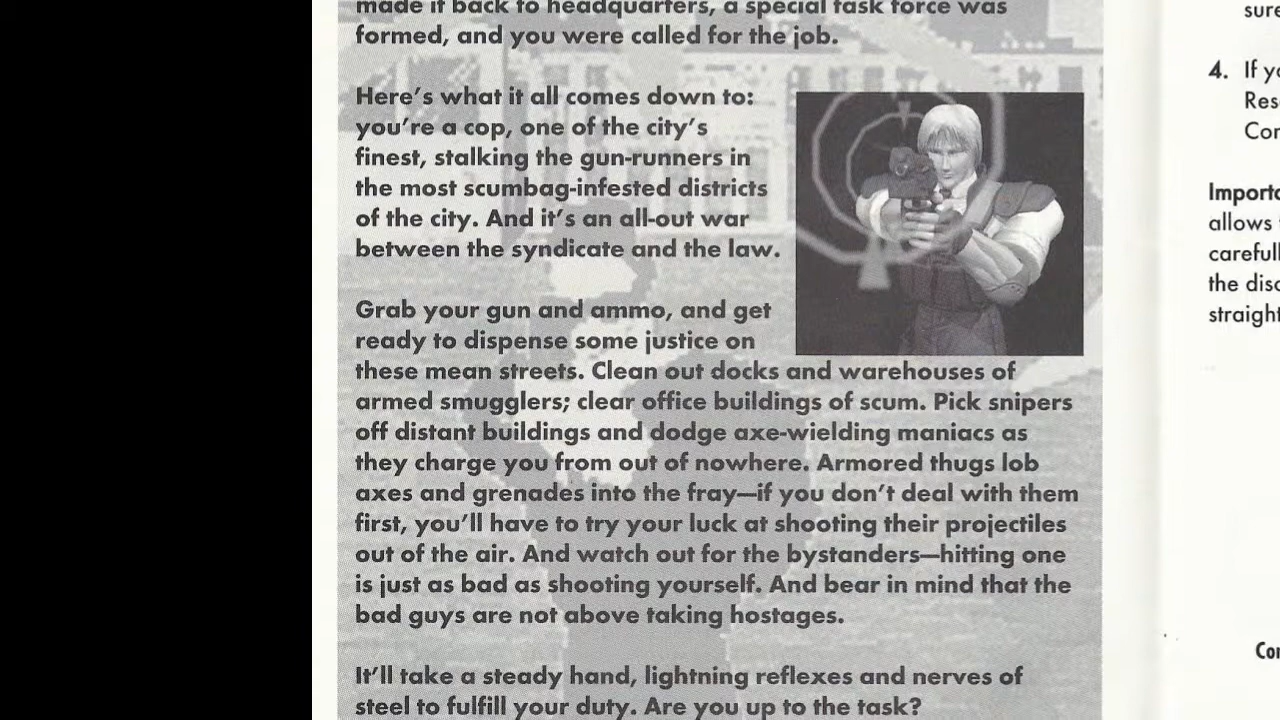 made it back to headquarters, a special task force was
formed, and you were called for the job.
Here's what it all comes down to:
you're a cop, one of the city's
finest, stalking the gun-runners in
the most scumbag-infested districts
of the city. And it's an all-out war
between the syndicate and the law.
Grab your gun and ammo, and get
ready to dispense some justice on
these mean streets. Clean out docks and warehouses of
armed smugglers; clear office buildings of scum. Pick snipers
off distant buildings and dodge axe-wielding maniacs as
they charge you from out of nowhere. Armored thugs lob
axes and grenades into the fray—if you don't deal with them
first, you'll have to try your luck at shooting their projectiles
out of the air. And watch out for the bystanders—hitting one
is just as bad as shooting yourself. And bear in mind that the
bad guys are not above taking hostages.
It'll take a steady hand, lightning reflexes and nerves of
steel to fulfill your duty. Are you up to the task?
sure
4. If
allows
the
straight